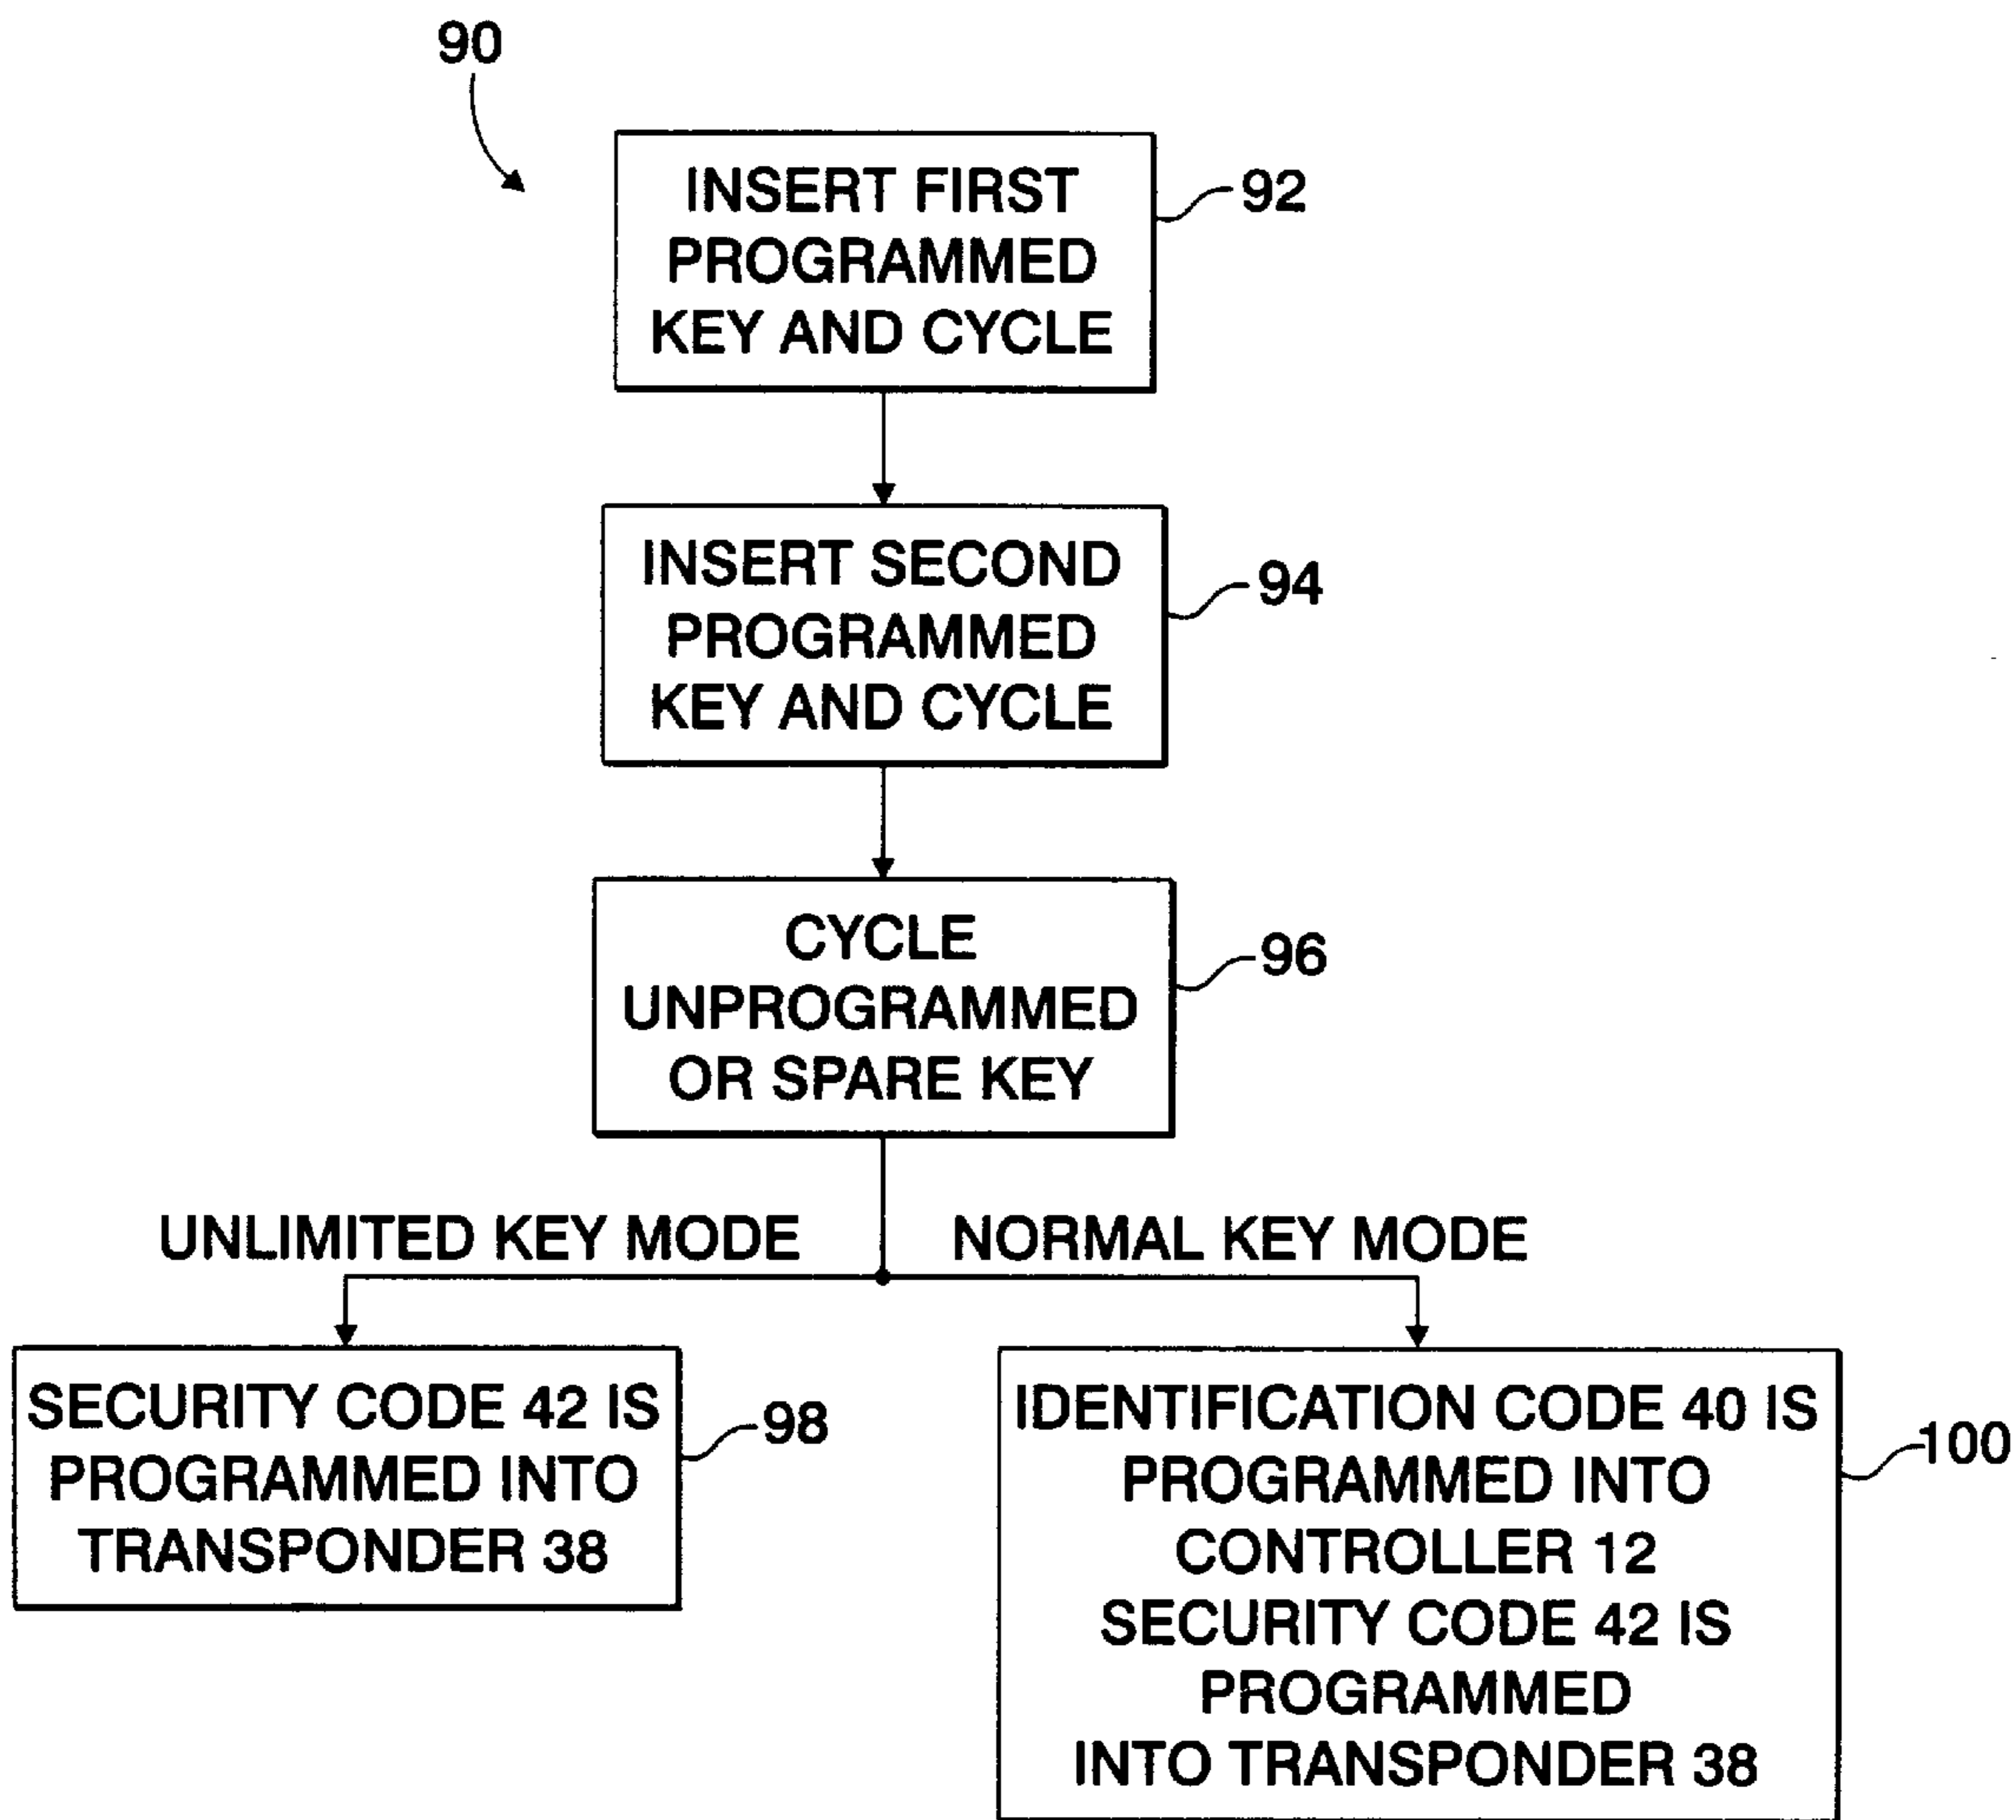 90
INSERT FIRST
PROGRAMMED
KEY AND CYCLE
92
INSERT SECOND
PROGRAMMED
KEY AND CYCLE
94
CYCLE
UNPROGRAMMED
OR SPARE KEY
96
UNLIMITED KEY MODE
NORMAL KEY MODE
SECURITY CODE 42 IS
PROGRAMMED INTO
TRANSPONDER 38
98
IDENTIFICATION CODE 40 IS
PROGRAMMED INTO
CONTROLLER 12
SECURITY CODE 42 IS
PROGRAMMED
INTO TRANSPONDER 38
100